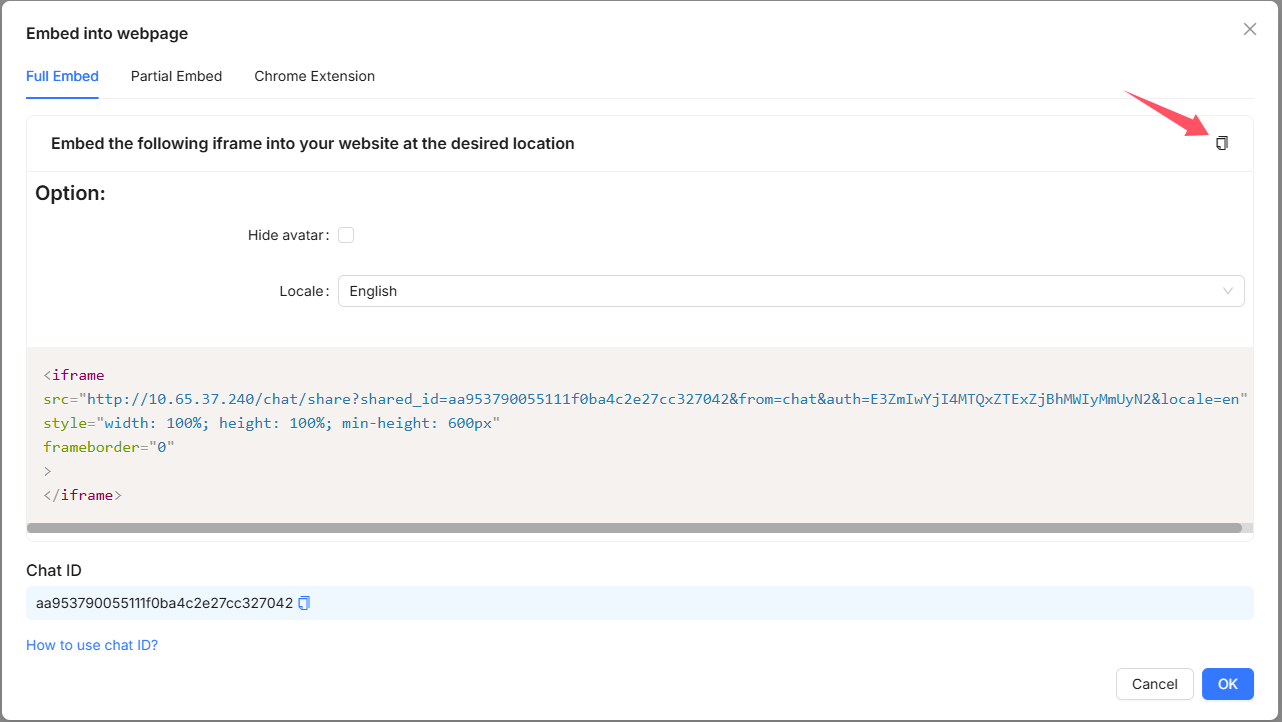 Embed into webpage
Full Embed Partial Embed Chrome Extension
Embed the following iframe into your website at the desired location
Option:
Hide avatar:
Locale: English
<iframe
src="http://10.65.37.240/chat/share?shared_id=aa953790055111f0ba4c2e27cc327042&from=chat&auth=E3ZmIwYjI4MTQxZTExZjBhMWIyMmUyN2&locale=en"
style="width: 100%; height: 100%; min-height: 600px"
frameborder="0"
>
</iframe>
Chat ID
aa953790055111f0ba4c2e27cc327042
How to use chat ID?
Cancel OK